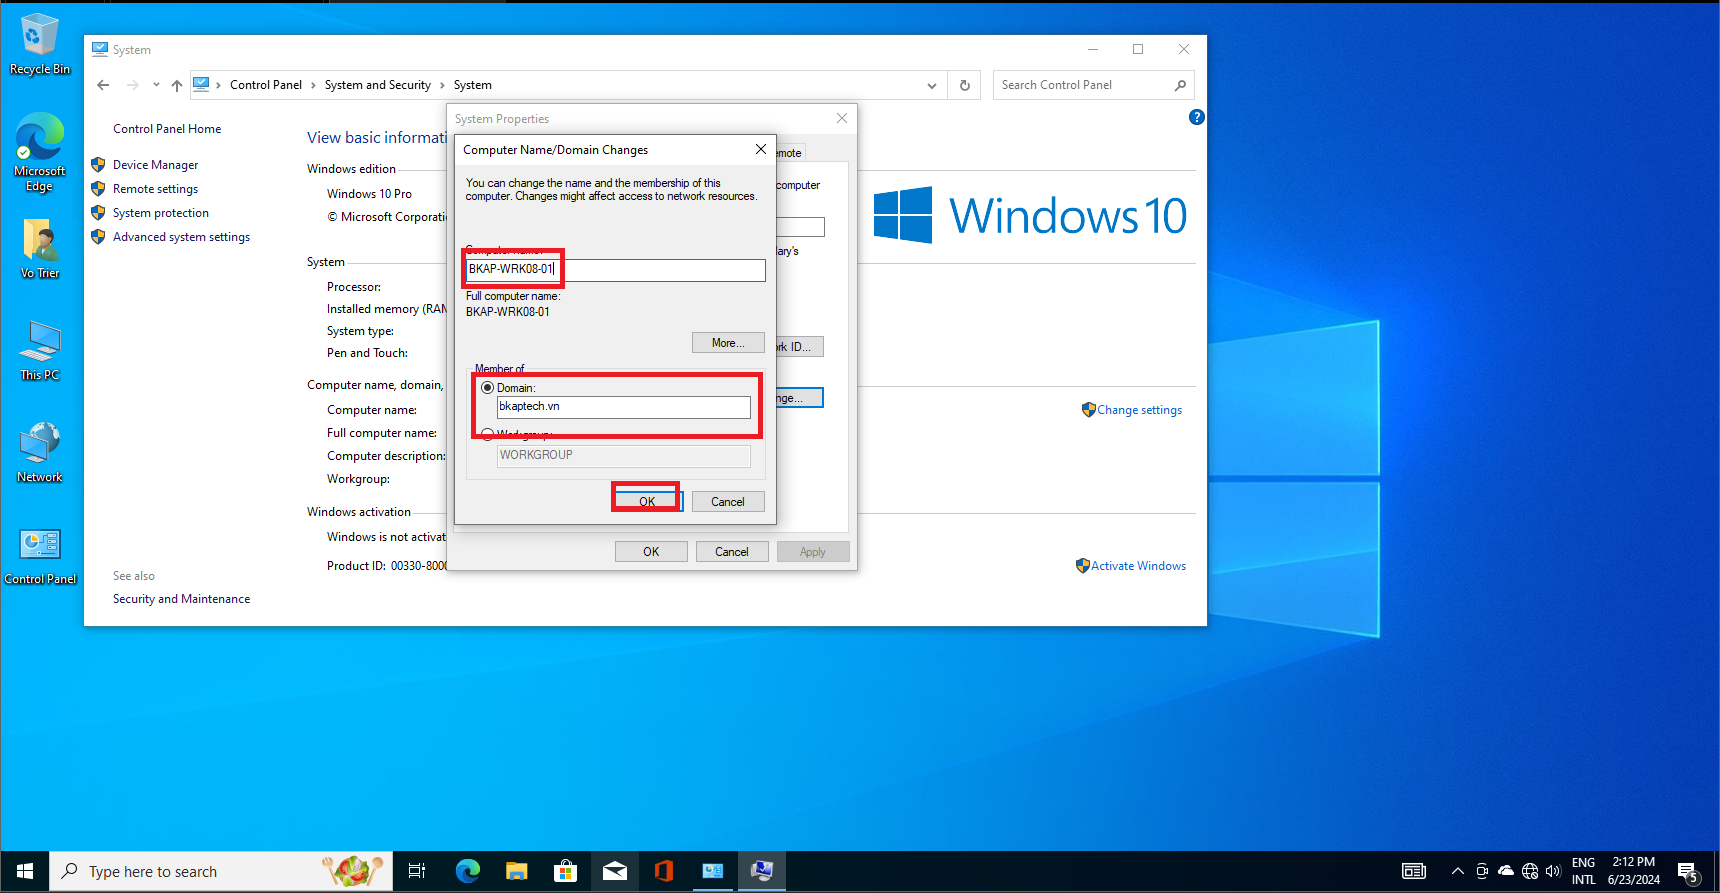 Recycle Bin
Microsoft
Edge
Vo Trier
This PC
Network
Control Panel
System
Control Panel
System and Security
System
Search Control Panel
Control Panel Home
Device Manager
Remote settings
System protection
Advanced system settings
See also
Security and Maintenance
View basic informati
Windows edition
Windows 10 Pro
© Microsoft Corporati
System
Processor:
Installed memory (RAM
System type:
Pen and Touch:
Computer name, domain,
Computer name:
Full computer name:
Computer description:
Workgroup:
Windows activation
Windows is not activat
Product ID: 00330-8000
System Properties
emote
computer
ary's
rk ID...
nge...
OK
Cancel
Apply
Computer Name/Domain Changes
You can change the name and the membership of this
computer. Changes might affect access to network resources.
Computer name:
BKAP-WRK08-01
Full computer name:
BKAP-WRK08-01
More...
Member of
Domain:
bkaptech.vn
Workgroup:
WORKGROUP
OK
Cancel
Windows 10
Change settings
Activate Windows
Type here to search
ENG
INTL
2:12 PM
6/23/2024
5